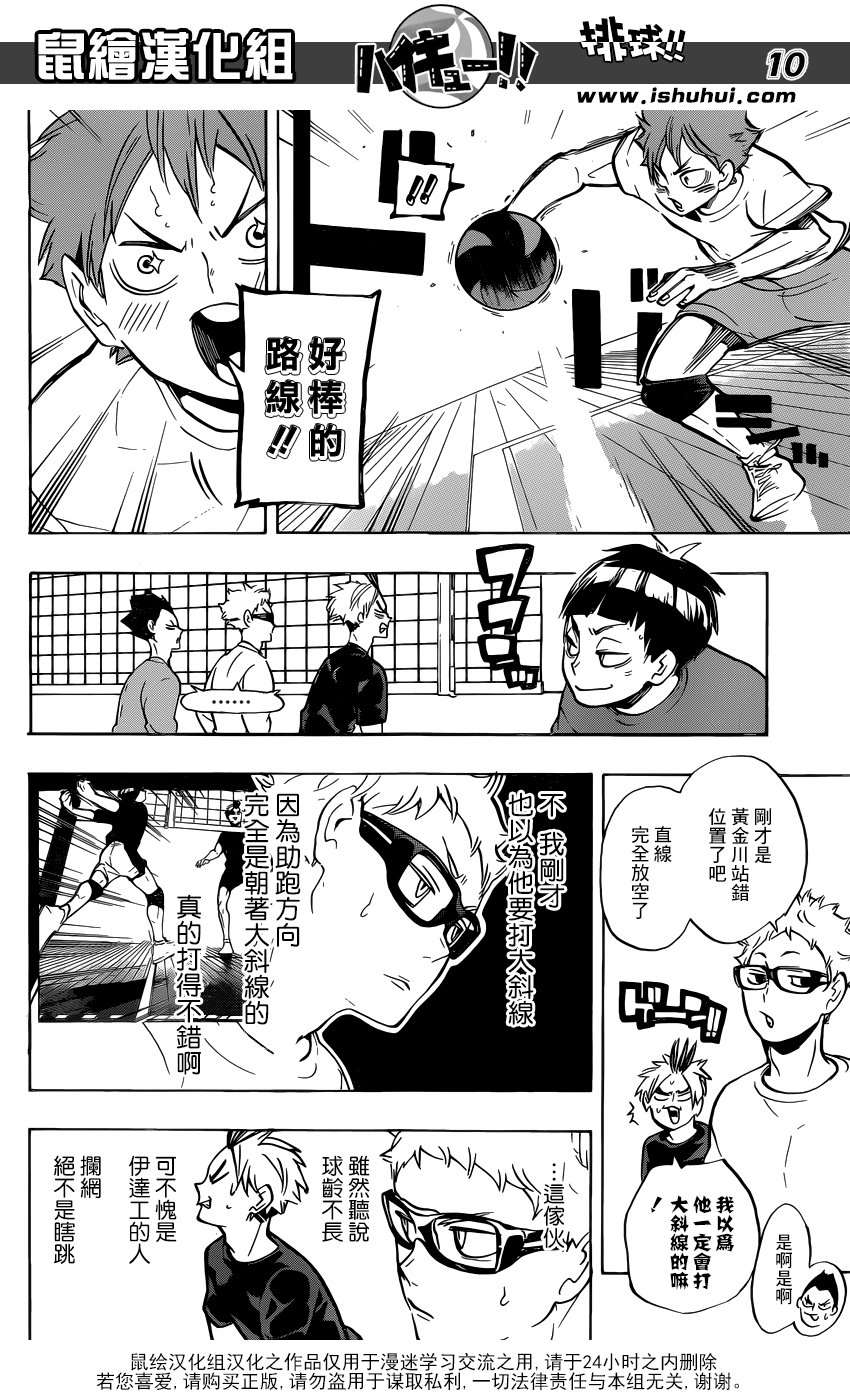 鼠繪漢化組
ハイキュー!!
排球!!
10
www.ishuhui.com
!!
好棒的
路線!!
フフフン
……
剛才是
黃金川站錯
位置了吧
直線
完全放空了
ゲーン!!
我以為
他一定會打
大斜線的嘛
!
是啊是啊
不 我剛才
也以為他要打大斜線
因為助跑方向
完全是朝著大斜線的
真的打得不錯啊
…這傢伙
雖然聽說
球齡不長
可不愧是
伊達工的人
攔網
絕不是瞎跳
鼠绘汉化组汉化之作品仅用于漫迷学习交流之用, 请于24小时之内删除
若您喜爱, 请购买正版, 请勿盗用于谋取私利, 一切法律责任与本组无关, 谢谢。